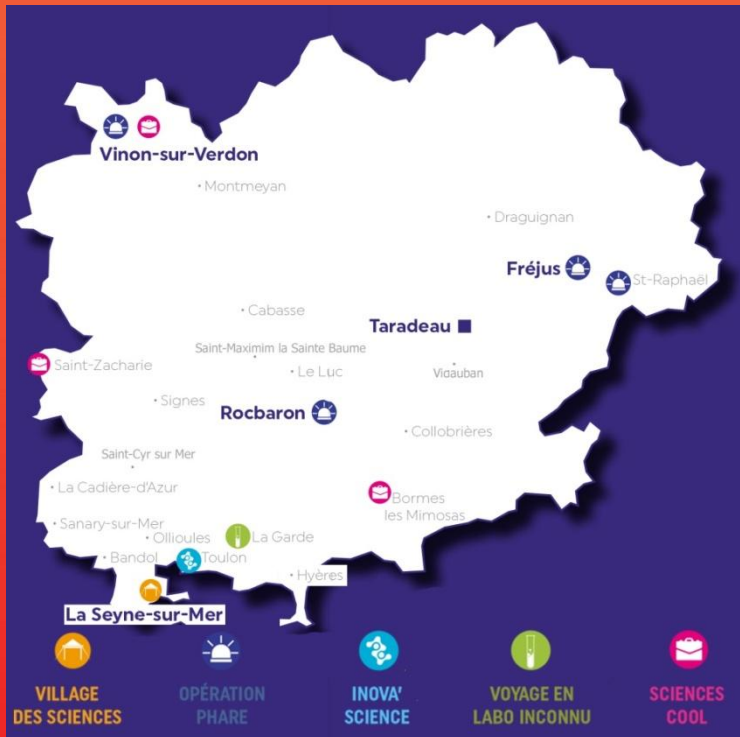 Vinon-sur-Verdon
Montmeyan
Draguignan
Fréjus
St-Raphaël
Cabasse
Taradeau
Saint-Maximim la Sainte Baume
Saint-Zacharie
Le Luc
Vidauban
Signes
Rocbaron
Collobrières
Saint-Cyr sur Mer
La Cadière-d'Azur
Bormes
les Mimosas
Sanary-sur-Mer
Ollioules
La Garde
Bandol
Toulon
Hyères
La Seyne-sur-Mer
VILLAGE
DES SCIENCES
OPÉRATION
PHARE
INOVA'
SCIENCE
VOYAGE EN
LABO INCONNU
SCIENCES
COOL